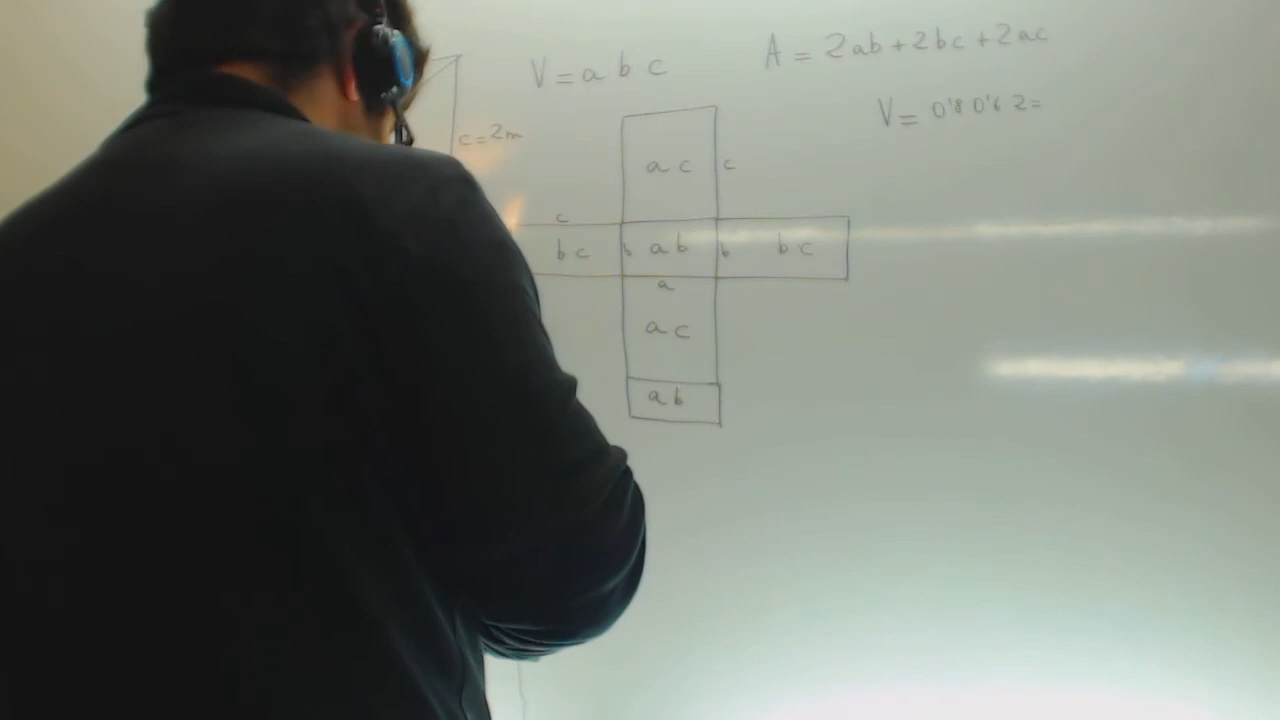 V = a b c
A = 2ab + 2bc + 2ac
V = 0'8 0'6 2 =
c = 2m
a c
c
c
b c
b
a b
b
b c
a
a c
a b